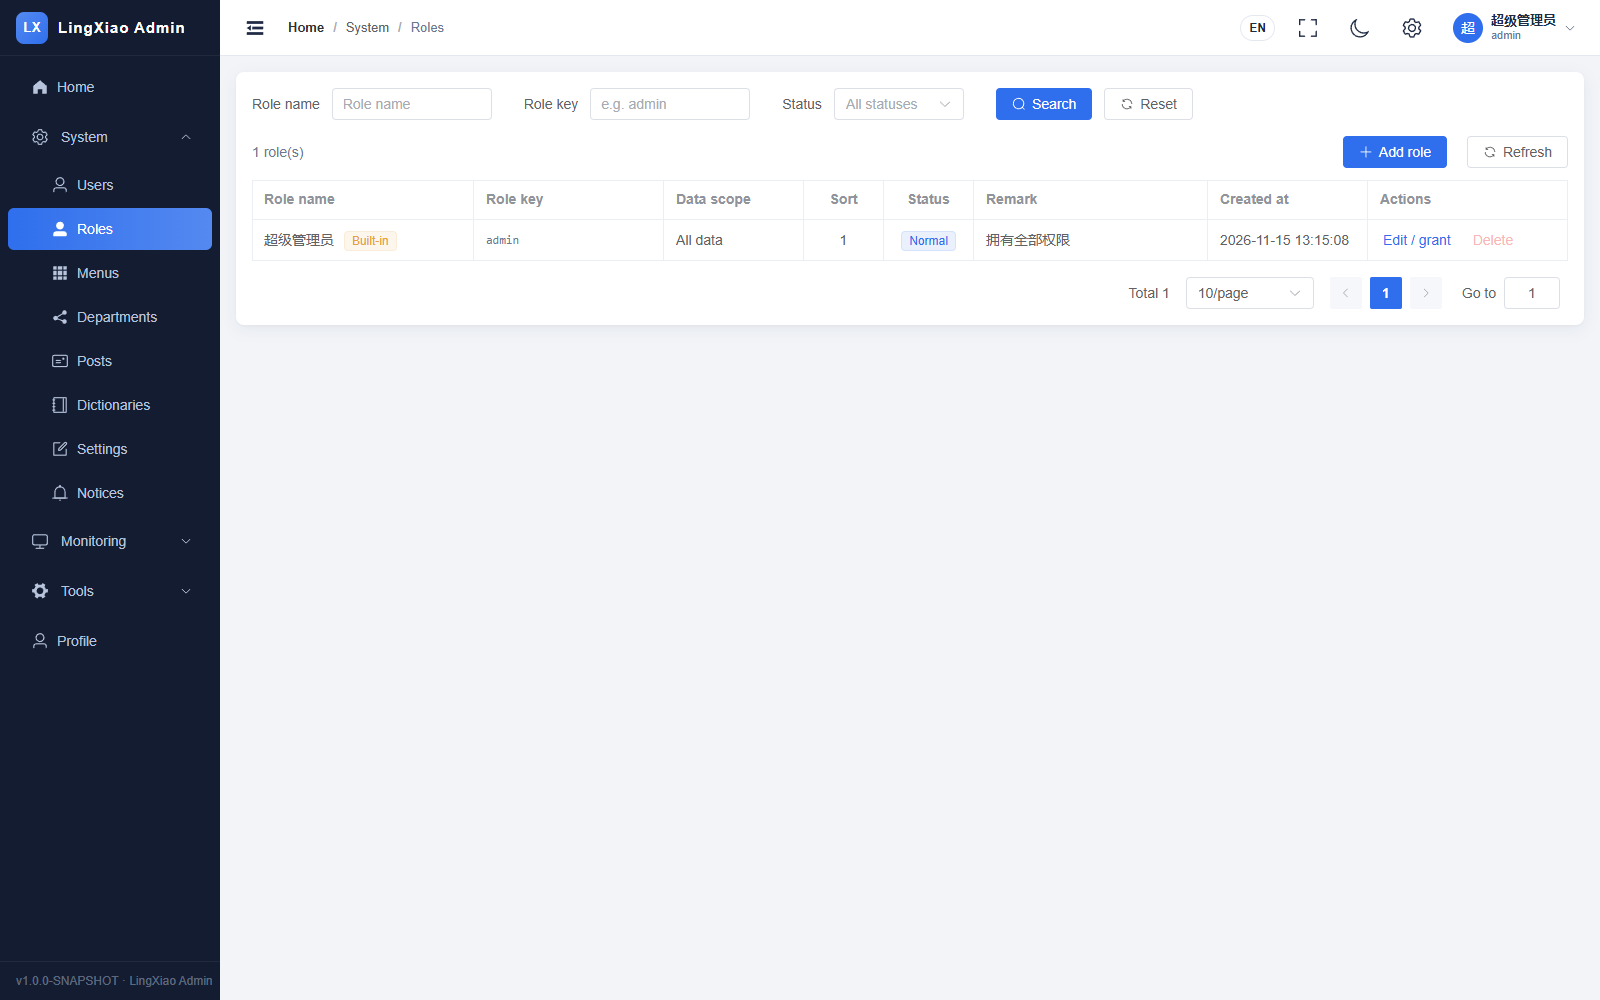 LX LingXiao Admin
Home / System / Roles
EN
超 超级管理员
admin
Home
System
Users
Roles
Menus
Departments
Posts
Dictionaries
Settings
Notices
Monitoring
Tools
Profile
v1.0.0-SNAPSHOT · LingXiao Admin
Role name Role name Role key e.g. admin Status All statuses Search Reset
1 role(s) Add role Refresh
Role name Role key Data scope Sort Status Remark Created at Actions
超级管理员 Built-in admin All data 1 Normal 拥有全部权限 2026-11-15 13:15:08 Edit / grant Delete
Total 1 10/page 1 Go to 1